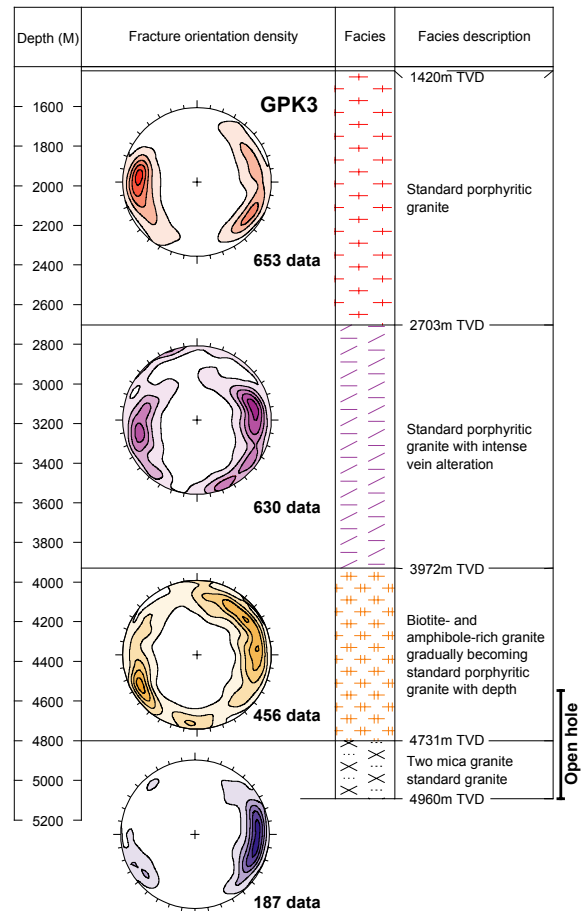 Depth (M)
Fracture orientation density
Facies
Facies description
1420m TVD
GPK3
1600
1800
2000
2200
2400
2600
653 data
Standard porphyritic
granite
2703m TVD
2800
3000
3200
3400
3600
3800
630 data
Standard porphyritic
granite with intense
vein alteration
3972m TVD
4000
4200
4400
4600
4800
456 data
Biotite- and
amphibole-rich granite
gradually becoming
standard porphyritic
granite with depth
4731m TVD
5000
5200
Two mica granite
standard granite
4960m TVD
Open hole
187 data